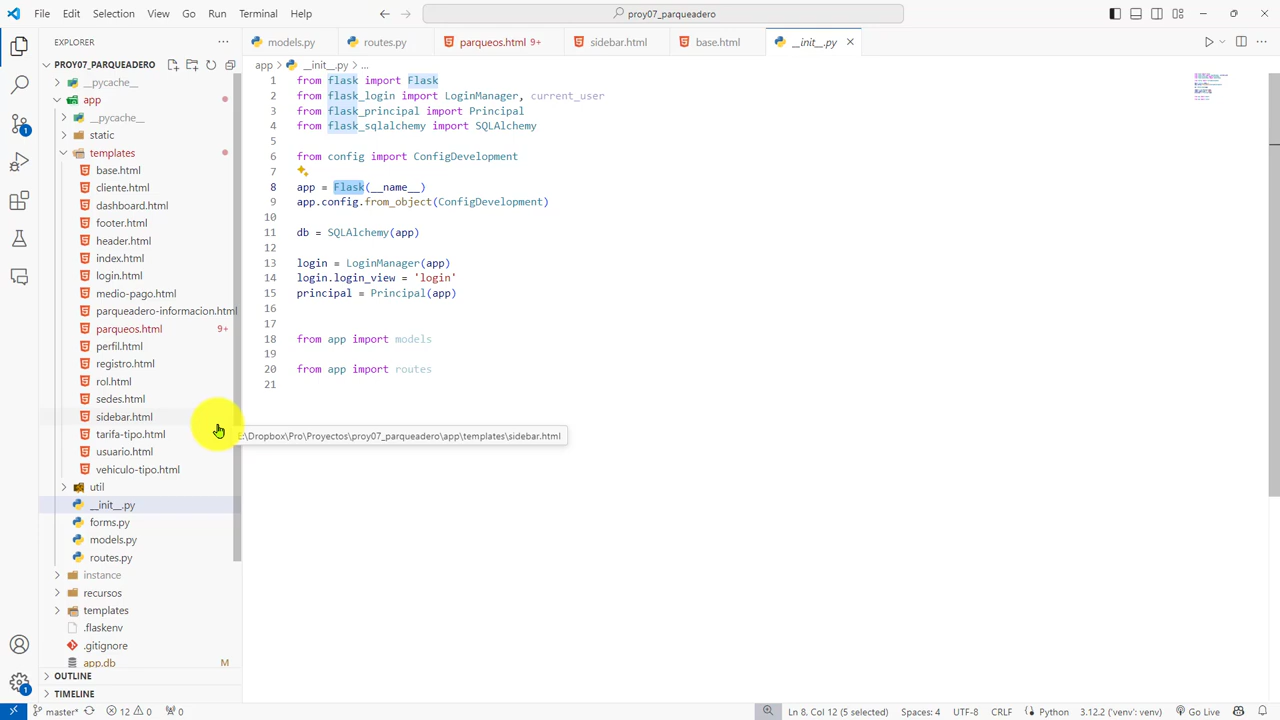 File Edit Selection View Go Run Terminal Help
proy07_parqueadero
EXPLORER
PROY07_PARQUEADERO
__pycache__
app
__pycache__
static
templates
base.html
cliente.html
dashboard.html
footer.html
header.html
index.html
login.html
medio-pago.html
parqueadero-informacion.html
parqueos.html 9+
perfil.html
registro.html
rol.html
sedes.html
sidebar.html
tarifa-tipo.html
usuario.html
vehiculo-tipo.html
util
__init__.py
forms.py
models.py
routes.py
instance
recursos
templates
.flaskenv
.gitignore
app.db M
OUTLINE
TIMELINE
models.py routes.py parqueos.html 9+ sidebar.html base.html __init__.py
app > __init__.py > ...
1 from flask import Flask
2 from flask_login import LoginManager, current_user
3 from flask_principal import Principal
4 from flask_sqlalchemy import SQLAlchemy
5
6 from config import ConfigDevelopment
7
8 app = Flask(__name__)
9 app.config.from_object(ConfigDevelopment)
10
11 db = SQLAlchemy(app)
12
13 login = LoginManager(app)
14 login.login_view = 'login'
15 principal = Principal(app)
16
17
18 from app import models
19
20 from app import routes
21
E:\Dropbox\Pro\Proyectos\proy07_parqueadero\app\templates\sidebar.html
1
1
master* 12 0 0 Ln 8, Col 12 (5 selected) Spaces: 4 UTF-8 CRLF Python 3.12.2 ('venv': venv) Go Live